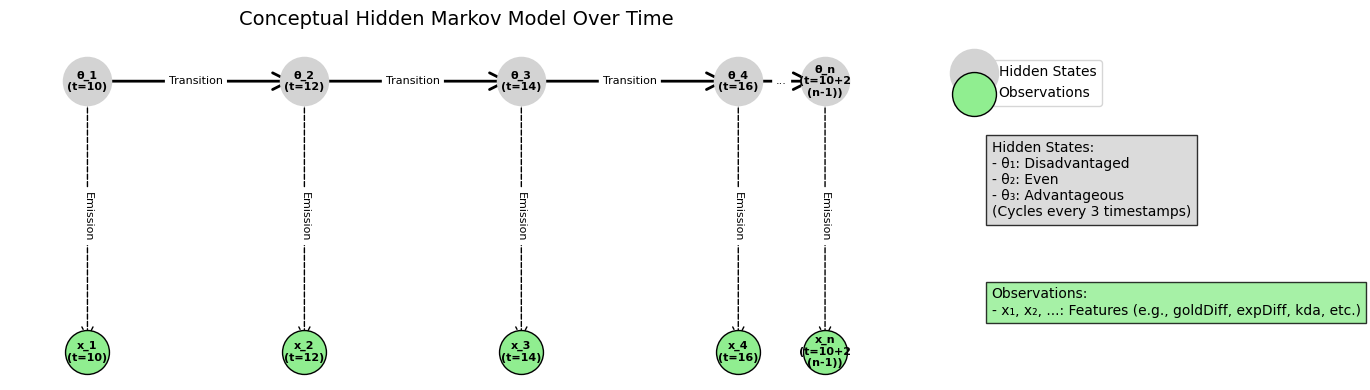 Conceptual Hidden Markov Model Over Time
θ_1
(t=10)
Transition
θ_2
(t=12)
Transition
θ_3
(t=14)
Transition
θ_4
(t=16)
...
θ_n
(t=10+2
(n-1))
Emission
Emission
Emission
Emission
Emission
x_1
(t=10)
x_2
(t=12)
x_3
(t=14)
x_4
(t=16)
x_n
(t=10+2
(n-1))
Hidden States
Observations
Hidden States:
- θ₁: Disadvantaged
- θ₂: Even
- θ₃: Advantageous
(Cycles every 3 timestamps)
Observations:
- x₁, x₂, ...: Features (e.g., goldDiff, expDiff, kda, etc.)